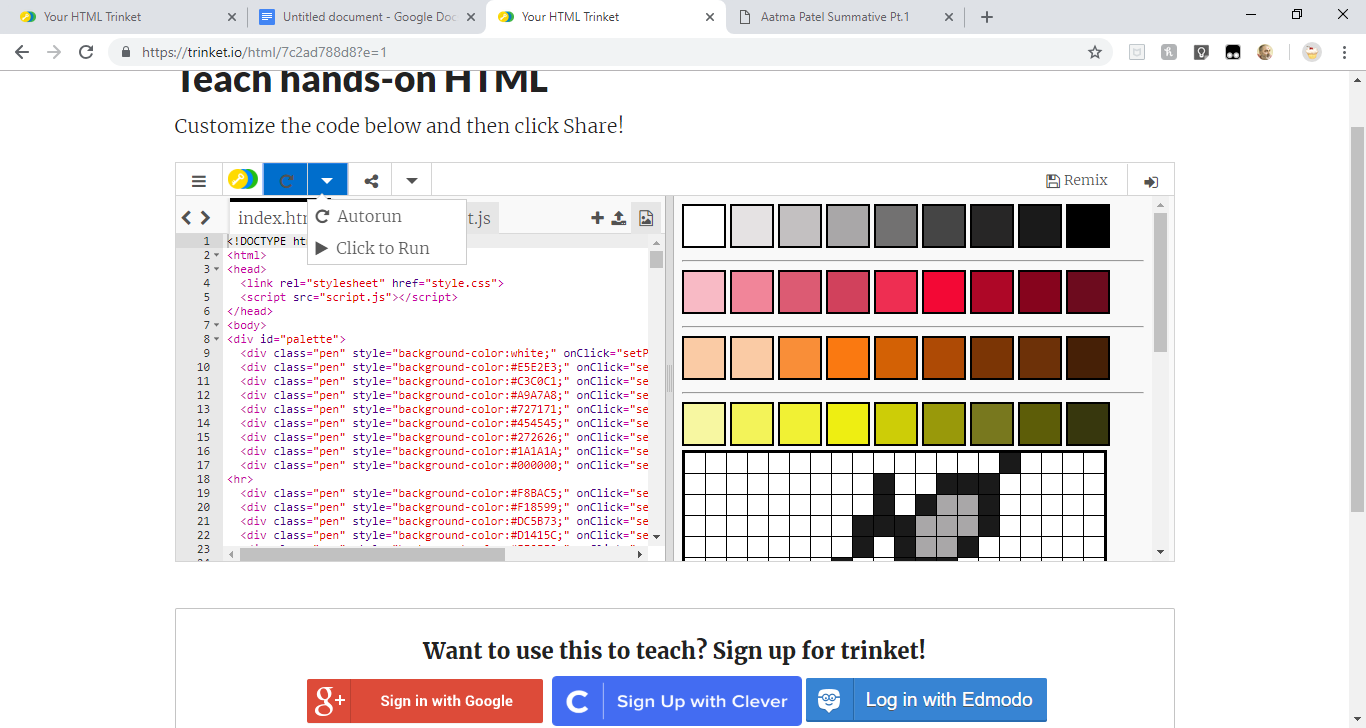 Your HTML Trinket
Untitled document - Google Doc
Your HTML Trinket
Aatma Patel Summative Pt.1
https://trinket.io/html/7c2ad788d8?e=1
Teach hands-on HTML
Customize the code below and then click Share!
Remix
index.htm
t.js
Autorun
Click to Run
1 <!DOCTYPE ht
2 <html>
3 <head>
4 <link rel="stylesheet" href="style.css">
5 <script src="script.js"></script>
6 </head>
7 <body>
8 <div id="palette">
9 <div class="pen" style="background-color:white;" onClick="setP
10 <div class="pen" style="background-color:#E5E2E3;" onClick="se
11 <div class="pen" style="background-color:#C3C0C1;" onClick="se
12 <div class="pen" style="background-color:#A9A7A8;" onClick="se
13 <div class="pen" style="background-color:#727171;" onClick="se
14 <div class="pen" style="background-color:#454545;" onClick="se
15 <div class="pen" style="background-color:#272626;" onClick="se
16 <div class="pen" style="background-color:#1A1A1A;" onClick="se
17 <div class="pen" style="background-color:#000000;" onClick="se
18 <hr>
19 <div class="pen" style="background-color:#F8BAC5;" onClick="se
20 <div class="pen" style="background-color:#F18599;" onClick="se
21 <div class="pen" style="background-color:#DC5B73;" onClick="se
22 <div class="pen" style="background-color:#D1415C;" onClick="se
23
Want to use this to teach? Sign up for trinket!
g+ Sign in with Google
C Sign Up with Clever
Log in with Edmodo